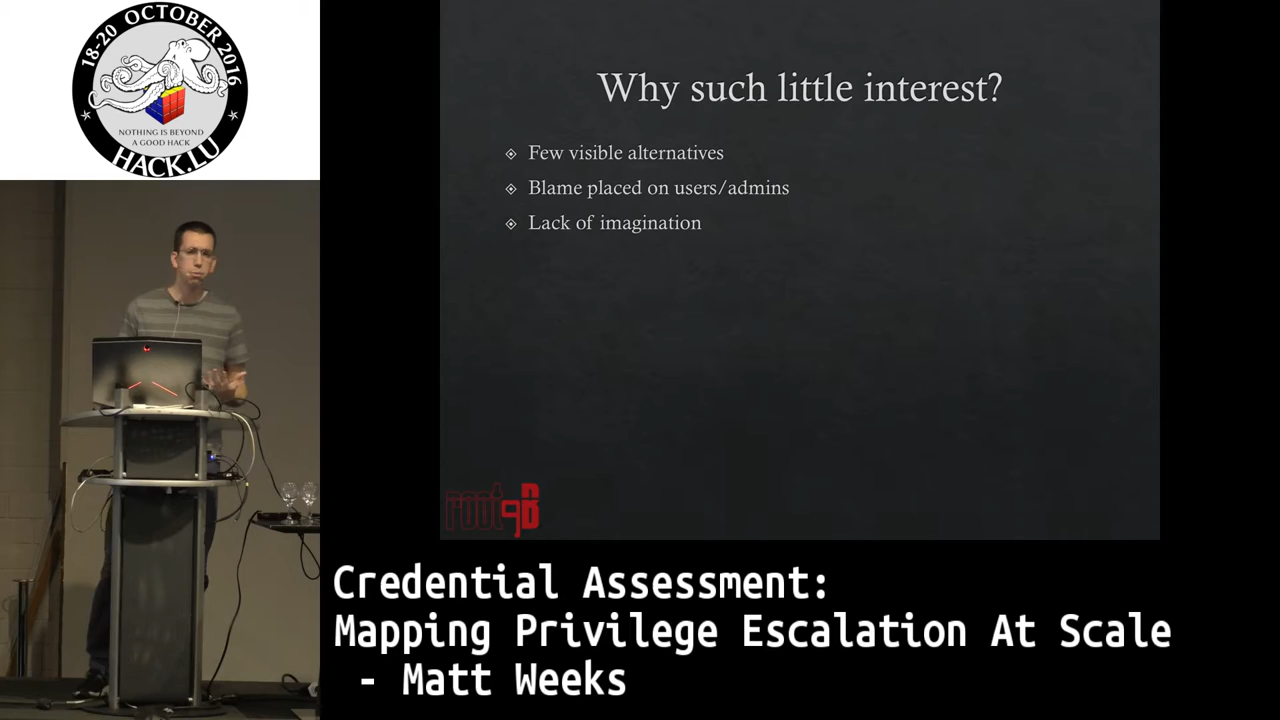 18-20 OCTOBER 2016
NOTHING IS BEYOND
A GOOD HACK
HACK.LU
Why such little interest?
Few visible alternatives
Blame placed on users/admins
Lack of imagination
root9B
Credential Assessment:
Mapping Privilege Escalation At Scale
- Matt Weeks